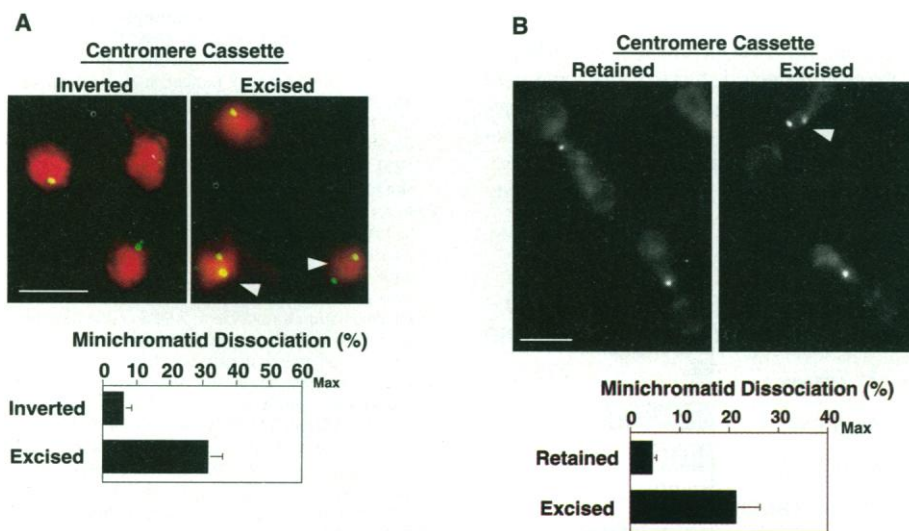 A
Centromere Cassette
Inverted Excised
Minichromatid Dissociation (%)
0 10 20 30 40 50 60 Max
Inverted
Excised
B
Centromere Cassette
Retained Excised
Minichromatid Dissociation (%)
0 10 20 30 40 Max
Retained
Excised